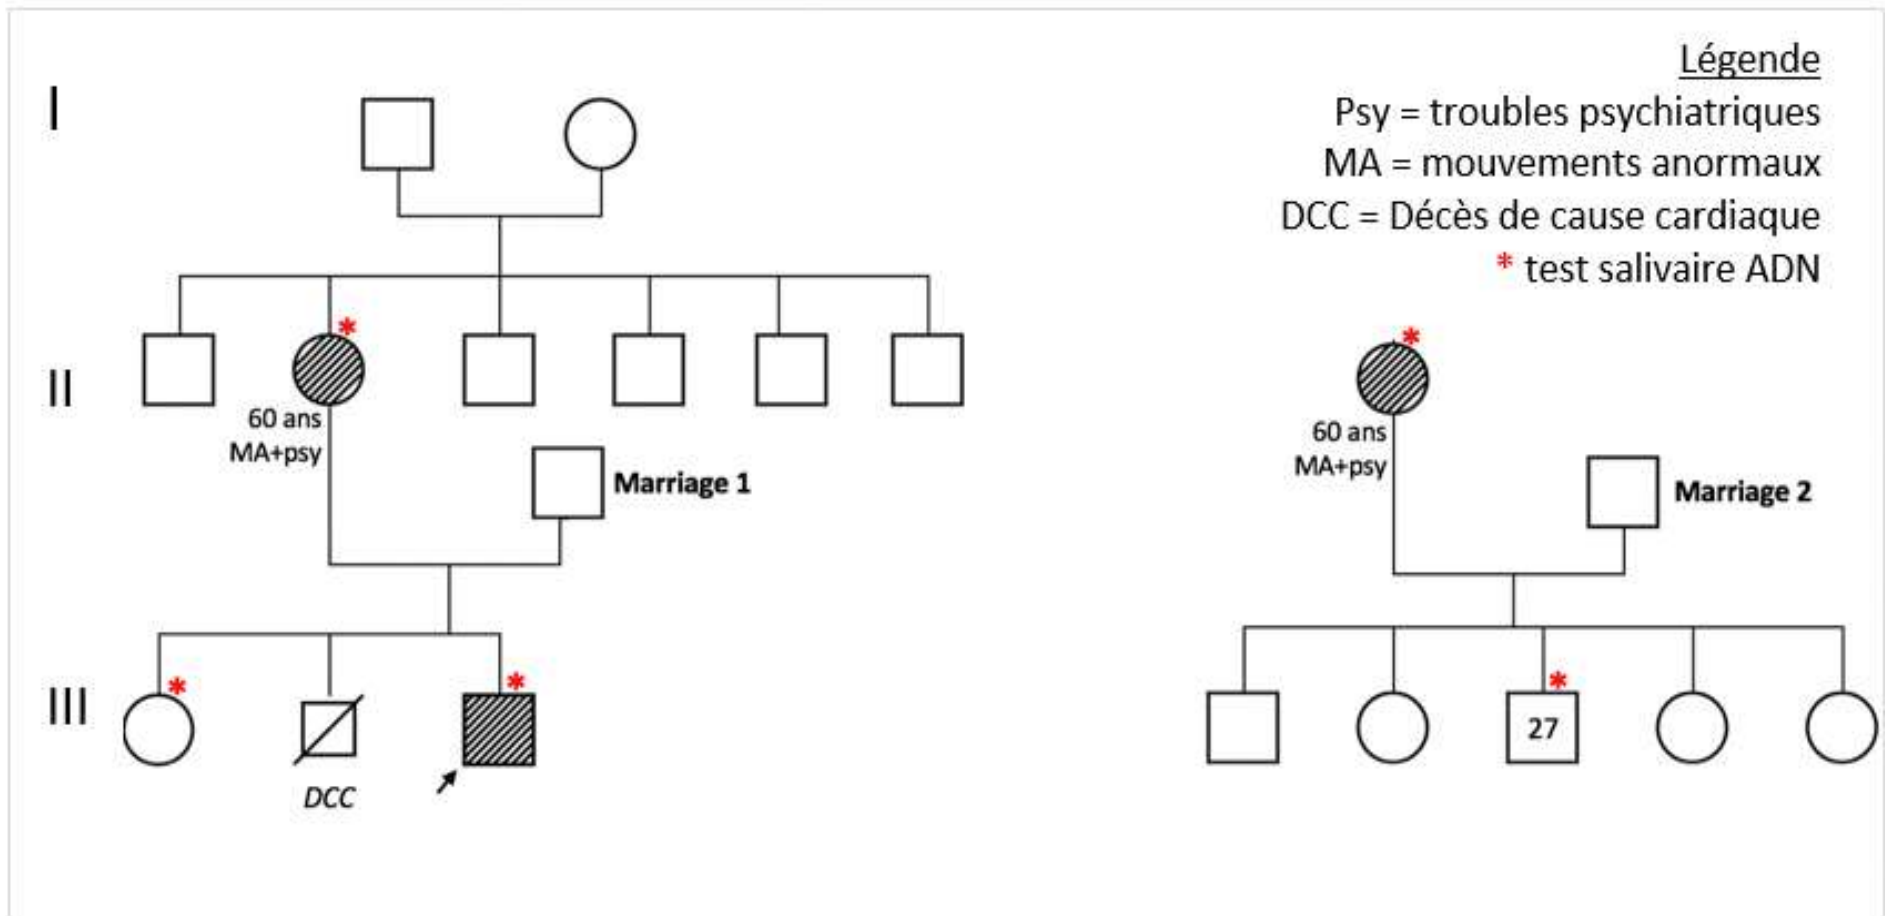 Légende
Psy = troubles psychiatriques
MA = mouvements anormaux
DCC = Décès de cause cardiaque
* test salivaire ADN
I
II
*
60 ans
MA+psy
Marriage 1
*
60 ans
MA+psy
Marriage 2
III
*
DCC
*
*
27